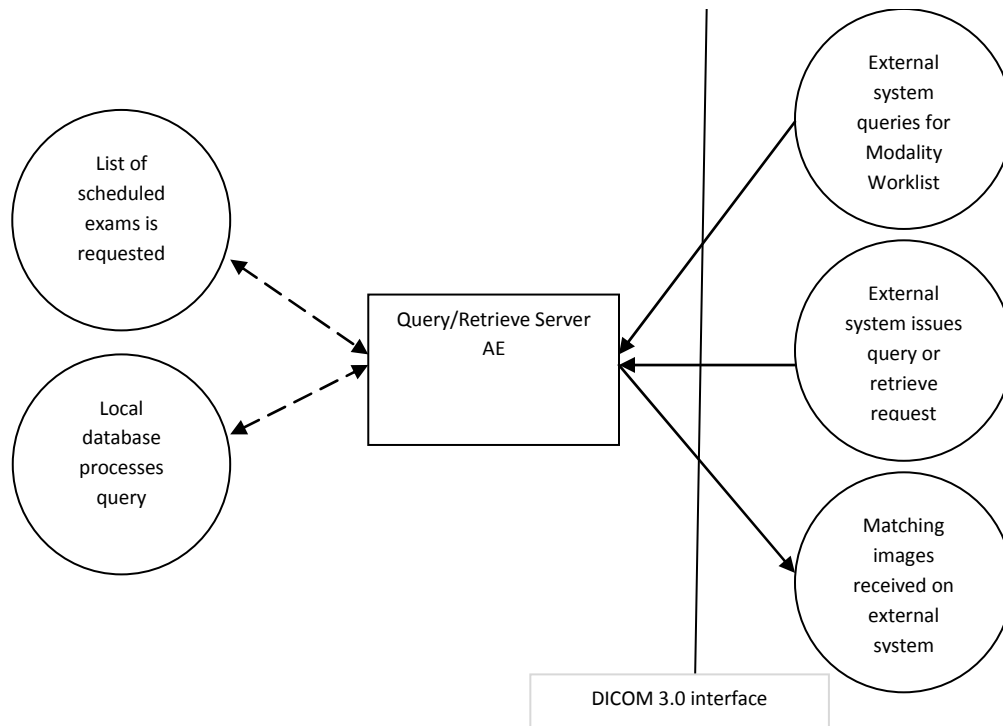 List of
scheduled
exams is
requested
Local
database
processes
query
Query/Retrieve Server
AE
External
system
queries for
Modality
Worklist
External
system issues
query or
retrieve
request
Matching
images
received on
external
system
DICOM 3.0 interface